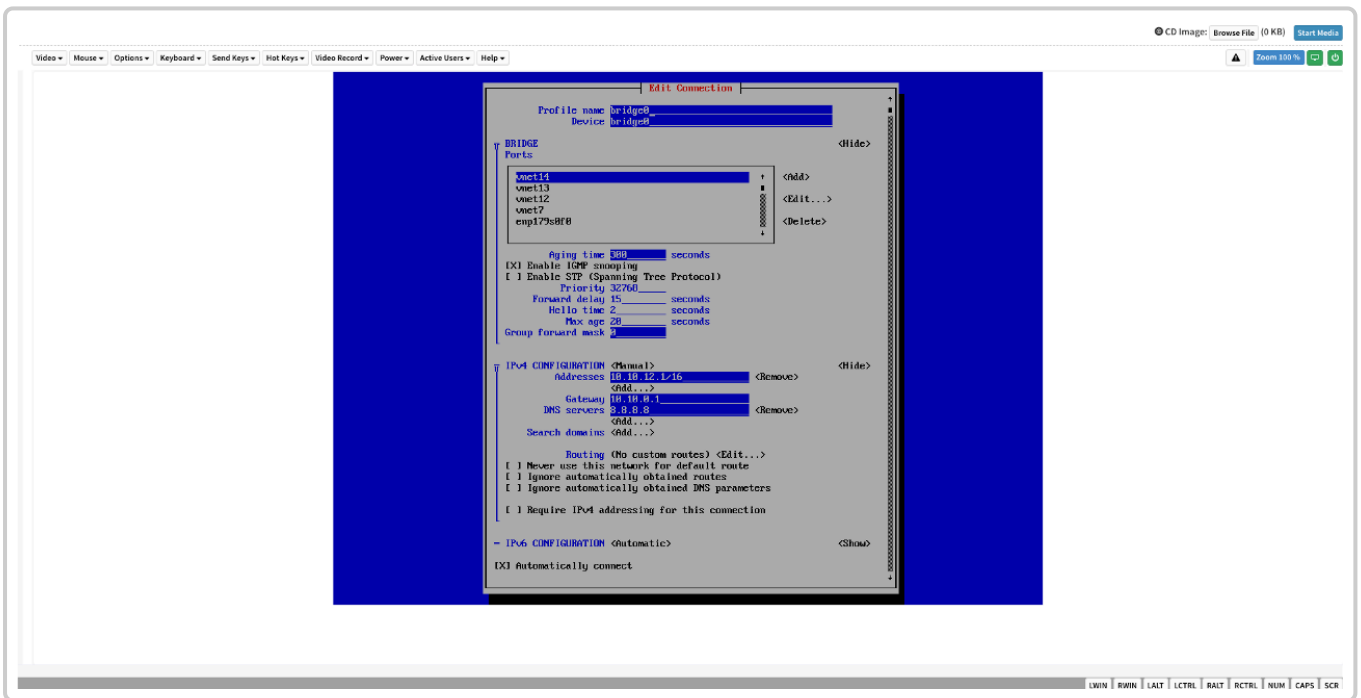 CD Image: Browse File (0 KB) Start Media
Video Mouse Options Keyboard Send Keys Hot Keys Video Record Power Active Users Help Zoom 100 %
Edit Connection
Profile name bridge0
Device bridge0
BRIDGE <Hide>
Ports
vnet14 <Add>
vnet13
vnet12 <Edit...>
vnet7
enp179s0f0 <Delete>
Aging time 300 seconds
[X] Enable IGMP snooping
[ ] Enable STP (Spanning Tree Protocol)
Priority 32768
Forward delay 15 seconds
Hello time 2 seconds
Max age 20 seconds
Group forward mask 0
IPv4 CONFIGURATION <Manual> <Hide>
Addresses 10.10.12.1/16 <Remove>
<Add...>
Gateway 10.10.0.1
DNS servers 8.8.8.8 <Remove>
<Add...>
Search domains <Add...>
Routing (No custom routes) <Edit...>
[ ] Never use this network for default route
[ ] Ignore automatically obtained routes
[ ] Ignore automatically obtained DNS parameters
[ ] Require IPv4 addressing for this connection
IPv6 CONFIGURATION <Automatic> <Show>
[X] Automatically connect
LWIN RWIN LALT LCTRL RALT RCTRL NUM CAPS SCR